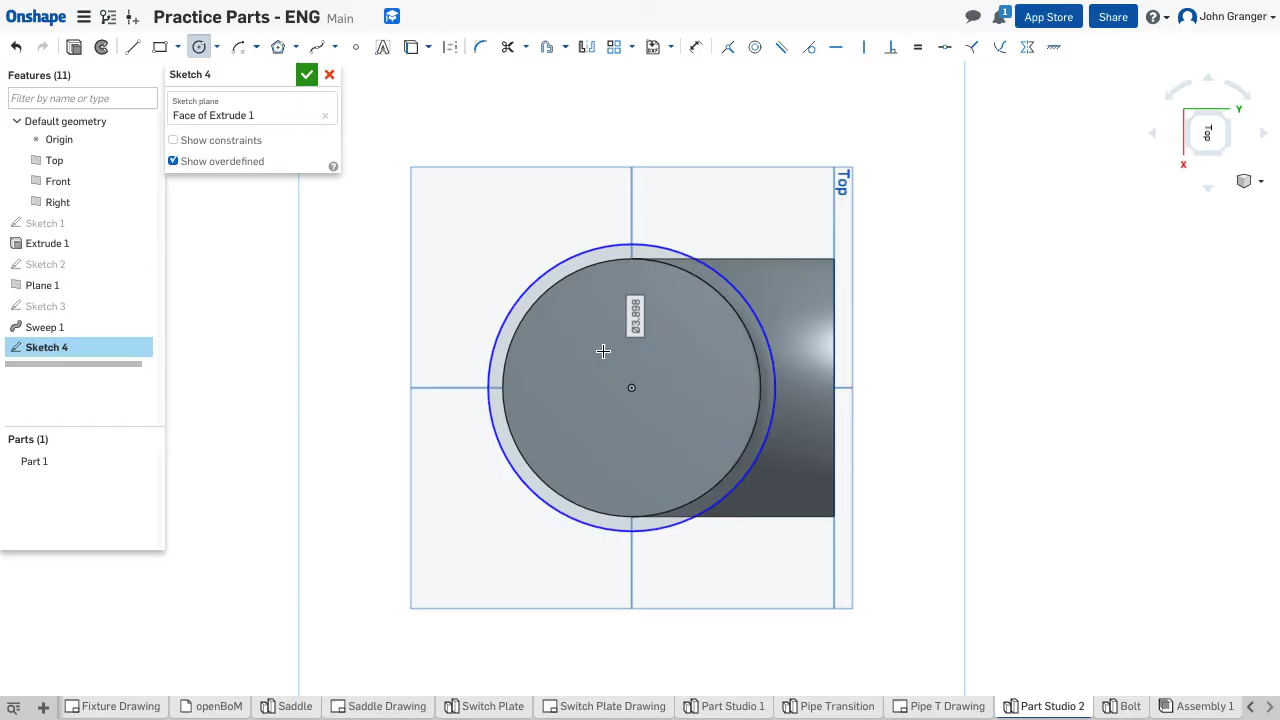 Onshape
Practice Parts - ENG Main
1
App Store
Share
John Granger
Features (11)
Filter by name or type
Default geometry
Origin
Top
Front
Right
Sketch 1
Extrude 1
Sketch 2
Plane 1
Sketch 3
Sweep 1
Sketch 4
Parts (1)
Part 1
Sketch 4
Sketch plane
Face of Extrude 1
Show constraints
Show overdefined
Top
Ø3.898
Top
Y
X
Fixture Drawing
openBoM
Saddle
Saddle Drawing
Switch Plate
Switch Plate Drawing
Part Studio 1
Pipe Transition
Pipe T Drawing
Part Studio 2
Bolt
Assembly 1